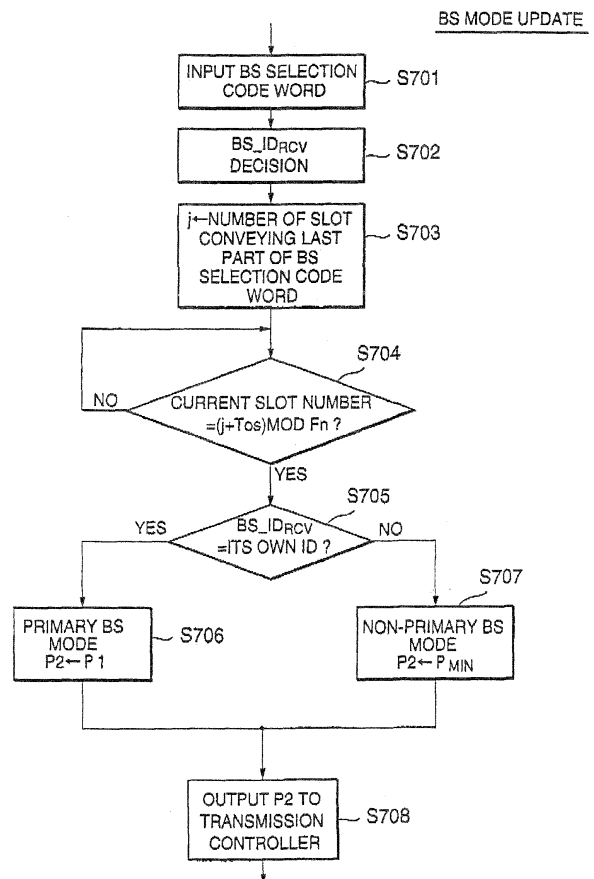 BS MODE UPDATE
INPUT BS SELECTION
CODE WORD
S701
BS_IDRCV
DECISION
S702
j←NUMBER OF SLOT
CONVEYING LAST
PART OF BS
SELECTION CODE
WORD
S703
S704
NO
CURRENT SLOT NUMBER
=(j+Tos)MOD Fn ?
YES
S705
YES
BS_IDRCV
=ITS OWN ID ?
NO
S707
PRIMARY BS
MODE
P2←P1
S706
NON-PRIMARY BS
MODE
P2←PMIN
OUTPUT P2 TO
TRANSMISSION
CONTROLLER
S708